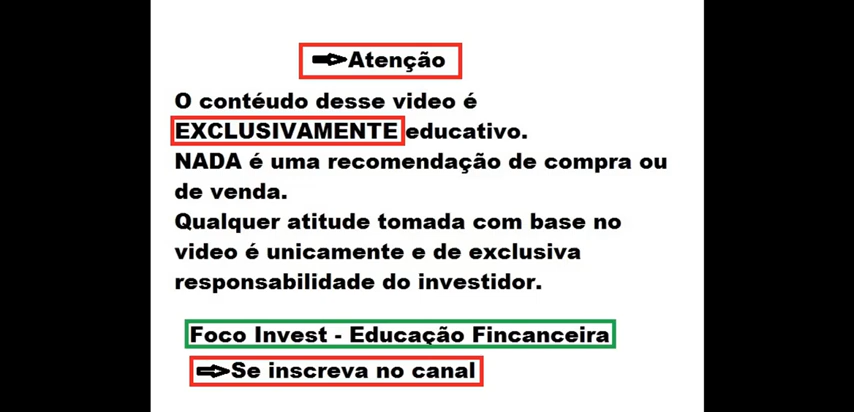 Atenção
O contéudo desse video é
EXCLUSIVAMENTE educativo.
NADA é uma recomendação de compra ou
de venda.
Qualquer atitude tomada com base no
video é unicamente e de exclusiva
responsabilidade do investidor.
Foco Invest - Educação Fincanceira
Se inscreva no canal